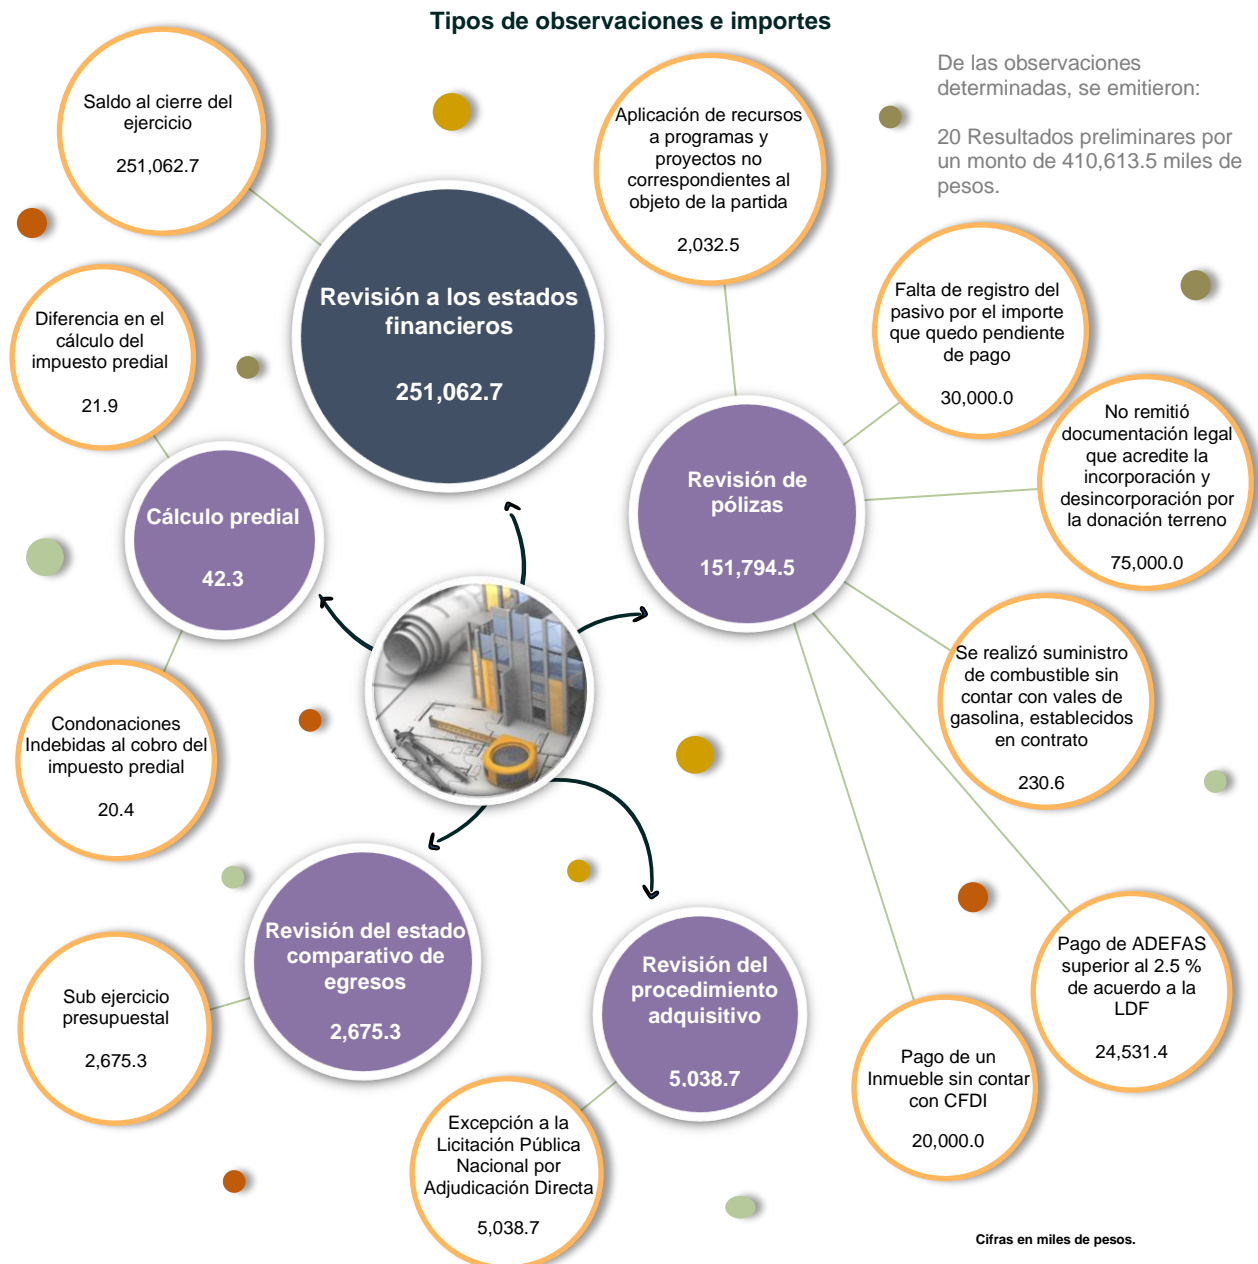 Tipos de observaciones e importes
De las observaciones
determinadas, se emitieron:
20 Resultados preliminares por
un monto de 410,613.5 miles de
pesos.
Saldo al cierre del
ejercicio
251,062.7
Revisión a los estados
financieros
251,062.7
Aplicación de recursos
a programas y
proyectos no
correspondientes al
objeto de la partida
2,032.5
Falta de registro del
pasivo por el importe
que quedo pendiente
de pago
30,000.0
Diferencia en el
cálculo del
impuesto predial
21.9
No remitió
documentación legal
que acredite la
incorporación y
desincorporación por
la donación terreno
75,000.0
Revisión de
pólizas
151,794.5
Cálculo predial
42.3
Se realizó suministro
de combustible sin
contar con vales de
gasolina, establecidos
en contrato
230.6
Condonaciones
Indebidas al cobro del
impuesto predial
20.4
Revisión del estado
comparativo de
egresos
2,675.3
Sub ejercicio
presupuestal
2,675.3
Revisión del
procedimiento
adquisitivo
5.038.7
Pago de ADEFAS
superior al 2.5 %
de acuerdo a la
LDF
24,531.4
Pago de un
Inmueble sin contar
con CFDI
20,000.0
Excepción a la
Licitación Pública
Nacional por
Adjudicación Directa
5,038.7
Cifras en miles de pesos.